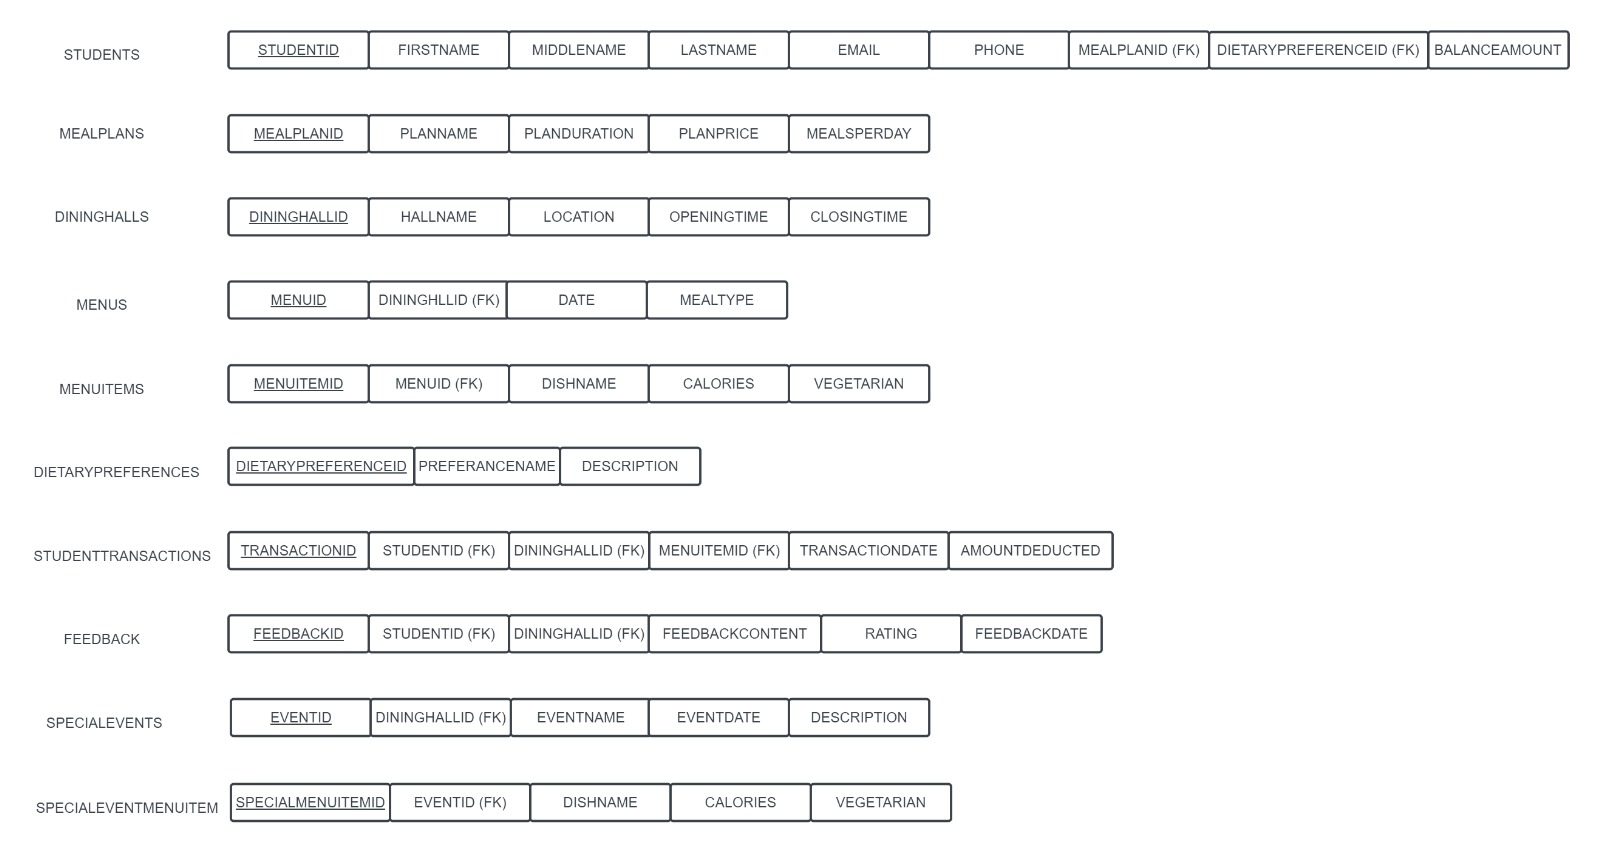 STUDENTS STUDENTID FIRSTNAME MIDDLENAME LASTNAME EMAIL PHONE MEALPLANID (FK) DIETARYPREFERENCEID (FK) BALANCEAMOUNT
MEALPLANS MEALPLANID PLANNAME PLANDURATION PLANPRICE MEALSPERDAY
DININGHALLS DININGHALLID HALLNAME LOCATION OPENINGTIME CLOSINGTIME
MENUS MENUID DININGHLLID (FK) DATE MEALTYPE
MENUITEMS MENUITEMID MENUID (FK) DISHNAME CALORIES VEGETARIAN
DIETARYPREFERENCES DIETARYPREFERENCEID PREFERANCENAME DESCRIPTION
STUDENTTRANSACTIONS TRANSACTIONID STUDENTID (FK) DININGHALLID (FK) MENUITEMID (FK) TRANSACTIONDATE AMOUNTDEDUCTED
FEEDBACK FEEDBACKID STUDENTID (FK) DININGHALLID (FK) FEEDBACKCONTENT RATING FEEDBACKDATE
SPECIALEVENTS EVENTID DININGHALLID (FK) EVENTNAME EVENTDATE DESCRIPTION
SPECIALEVENTMENUITEM SPECIALMENUITEMID EVENTID (FK) DISHNAME CALORIES VEGETARIAN